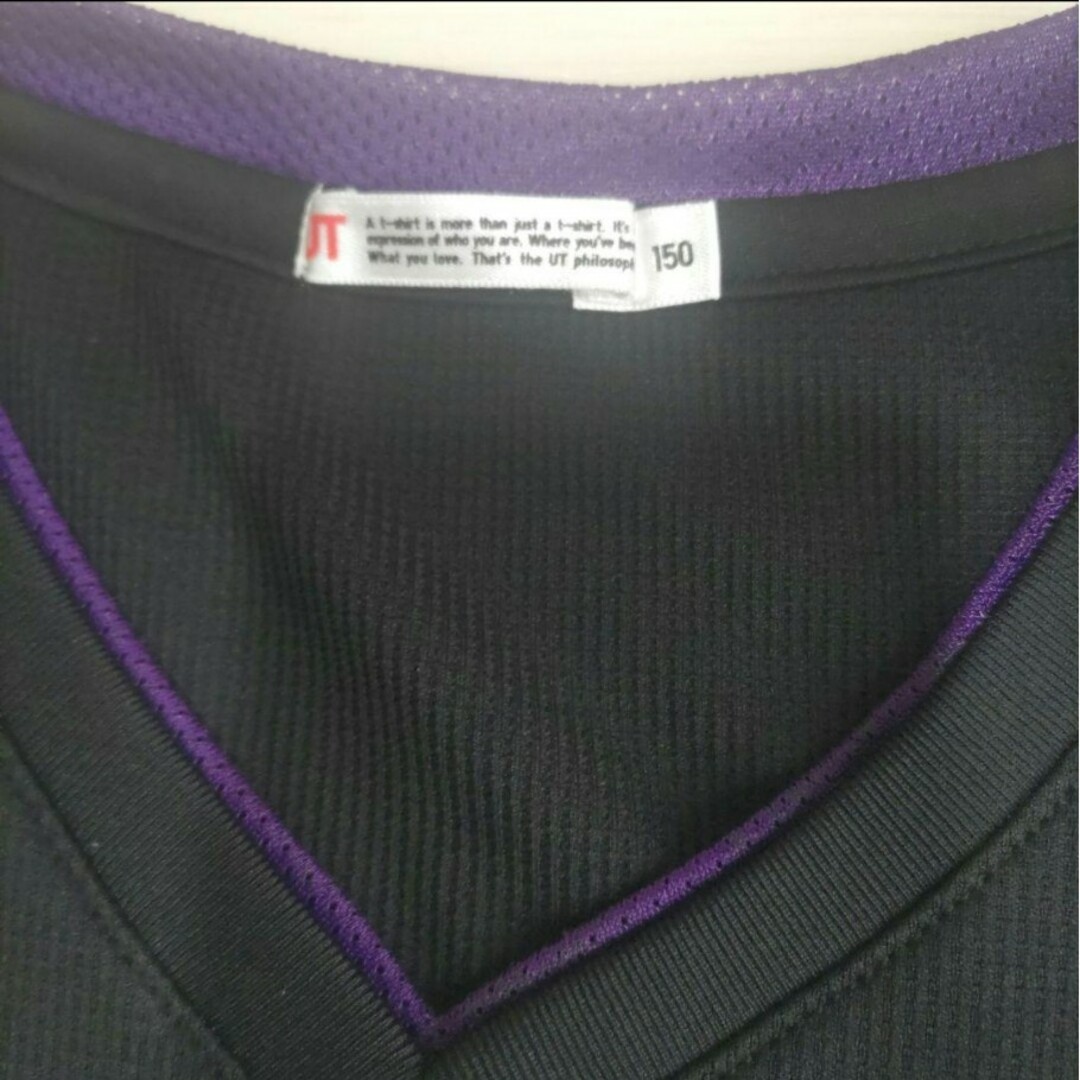 UT
A t-shirt is more than just a t-shirt. It's
expression of who you are. Where you've be
What you love. That's the UT philosoph
150